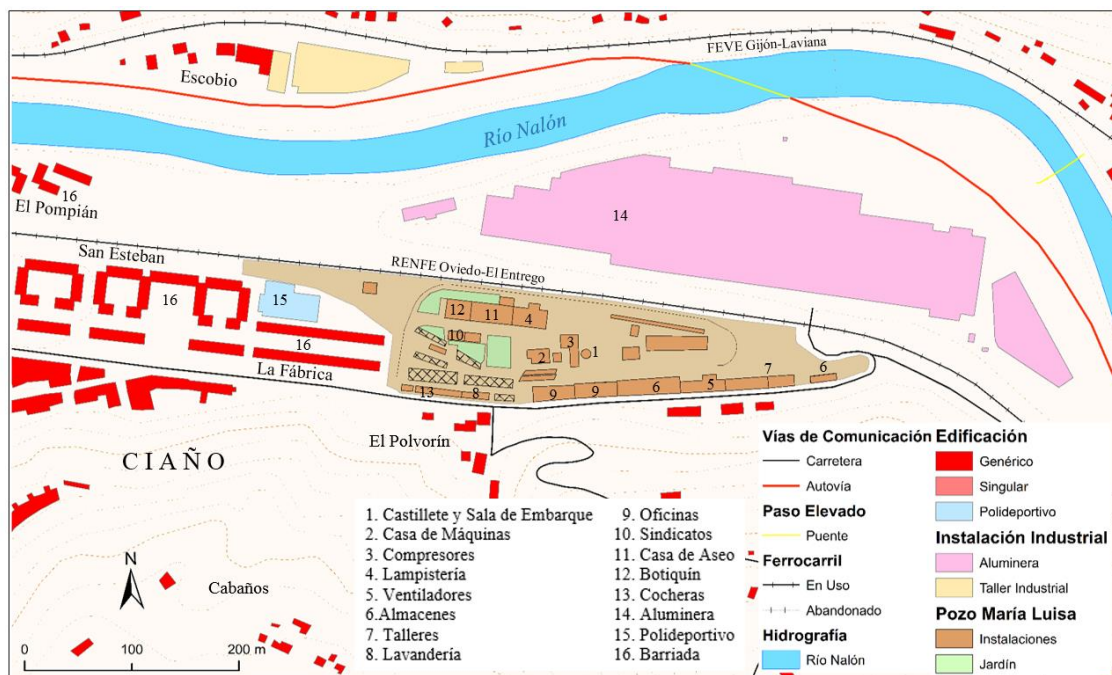 FEVE Gijón-Laviana
Escobio
Río Nalón
16
El Pompián
14
San Esteban
RENFE Oviedo-El Entrego
16
15
12
11
4
10
3
1
2
16
La Fábrica
13
8
9
9
6
5
7
6
El Polvorín
CIAÑO
Cabaños
N
0 100 200 m
1. Castillete y Sala de Embarque
2. Casa de Máquinas
3. Compresores
4. Lampistería
5. Ventiladores
6.Almacenes
7. Talleres
8. Lavandería
9. Oficinas
10. Sindicatos
11. Casa de Aseo
12. Botiquín
13. Cocheras
14. Aluminera
15. Polideportivo
16. Barriada
Vías de Comunicación
Carretera
Autovía
Paso Elevado
Puente
Ferrocarril
En Uso
Abandonado
Hidrografía
Río Nalón
Edificación
Genérico
Singular
Polideportivo
Instalación Industrial
Aluminera
Taller Industrial
Pozo María Luisa
Instalaciones
Jardín